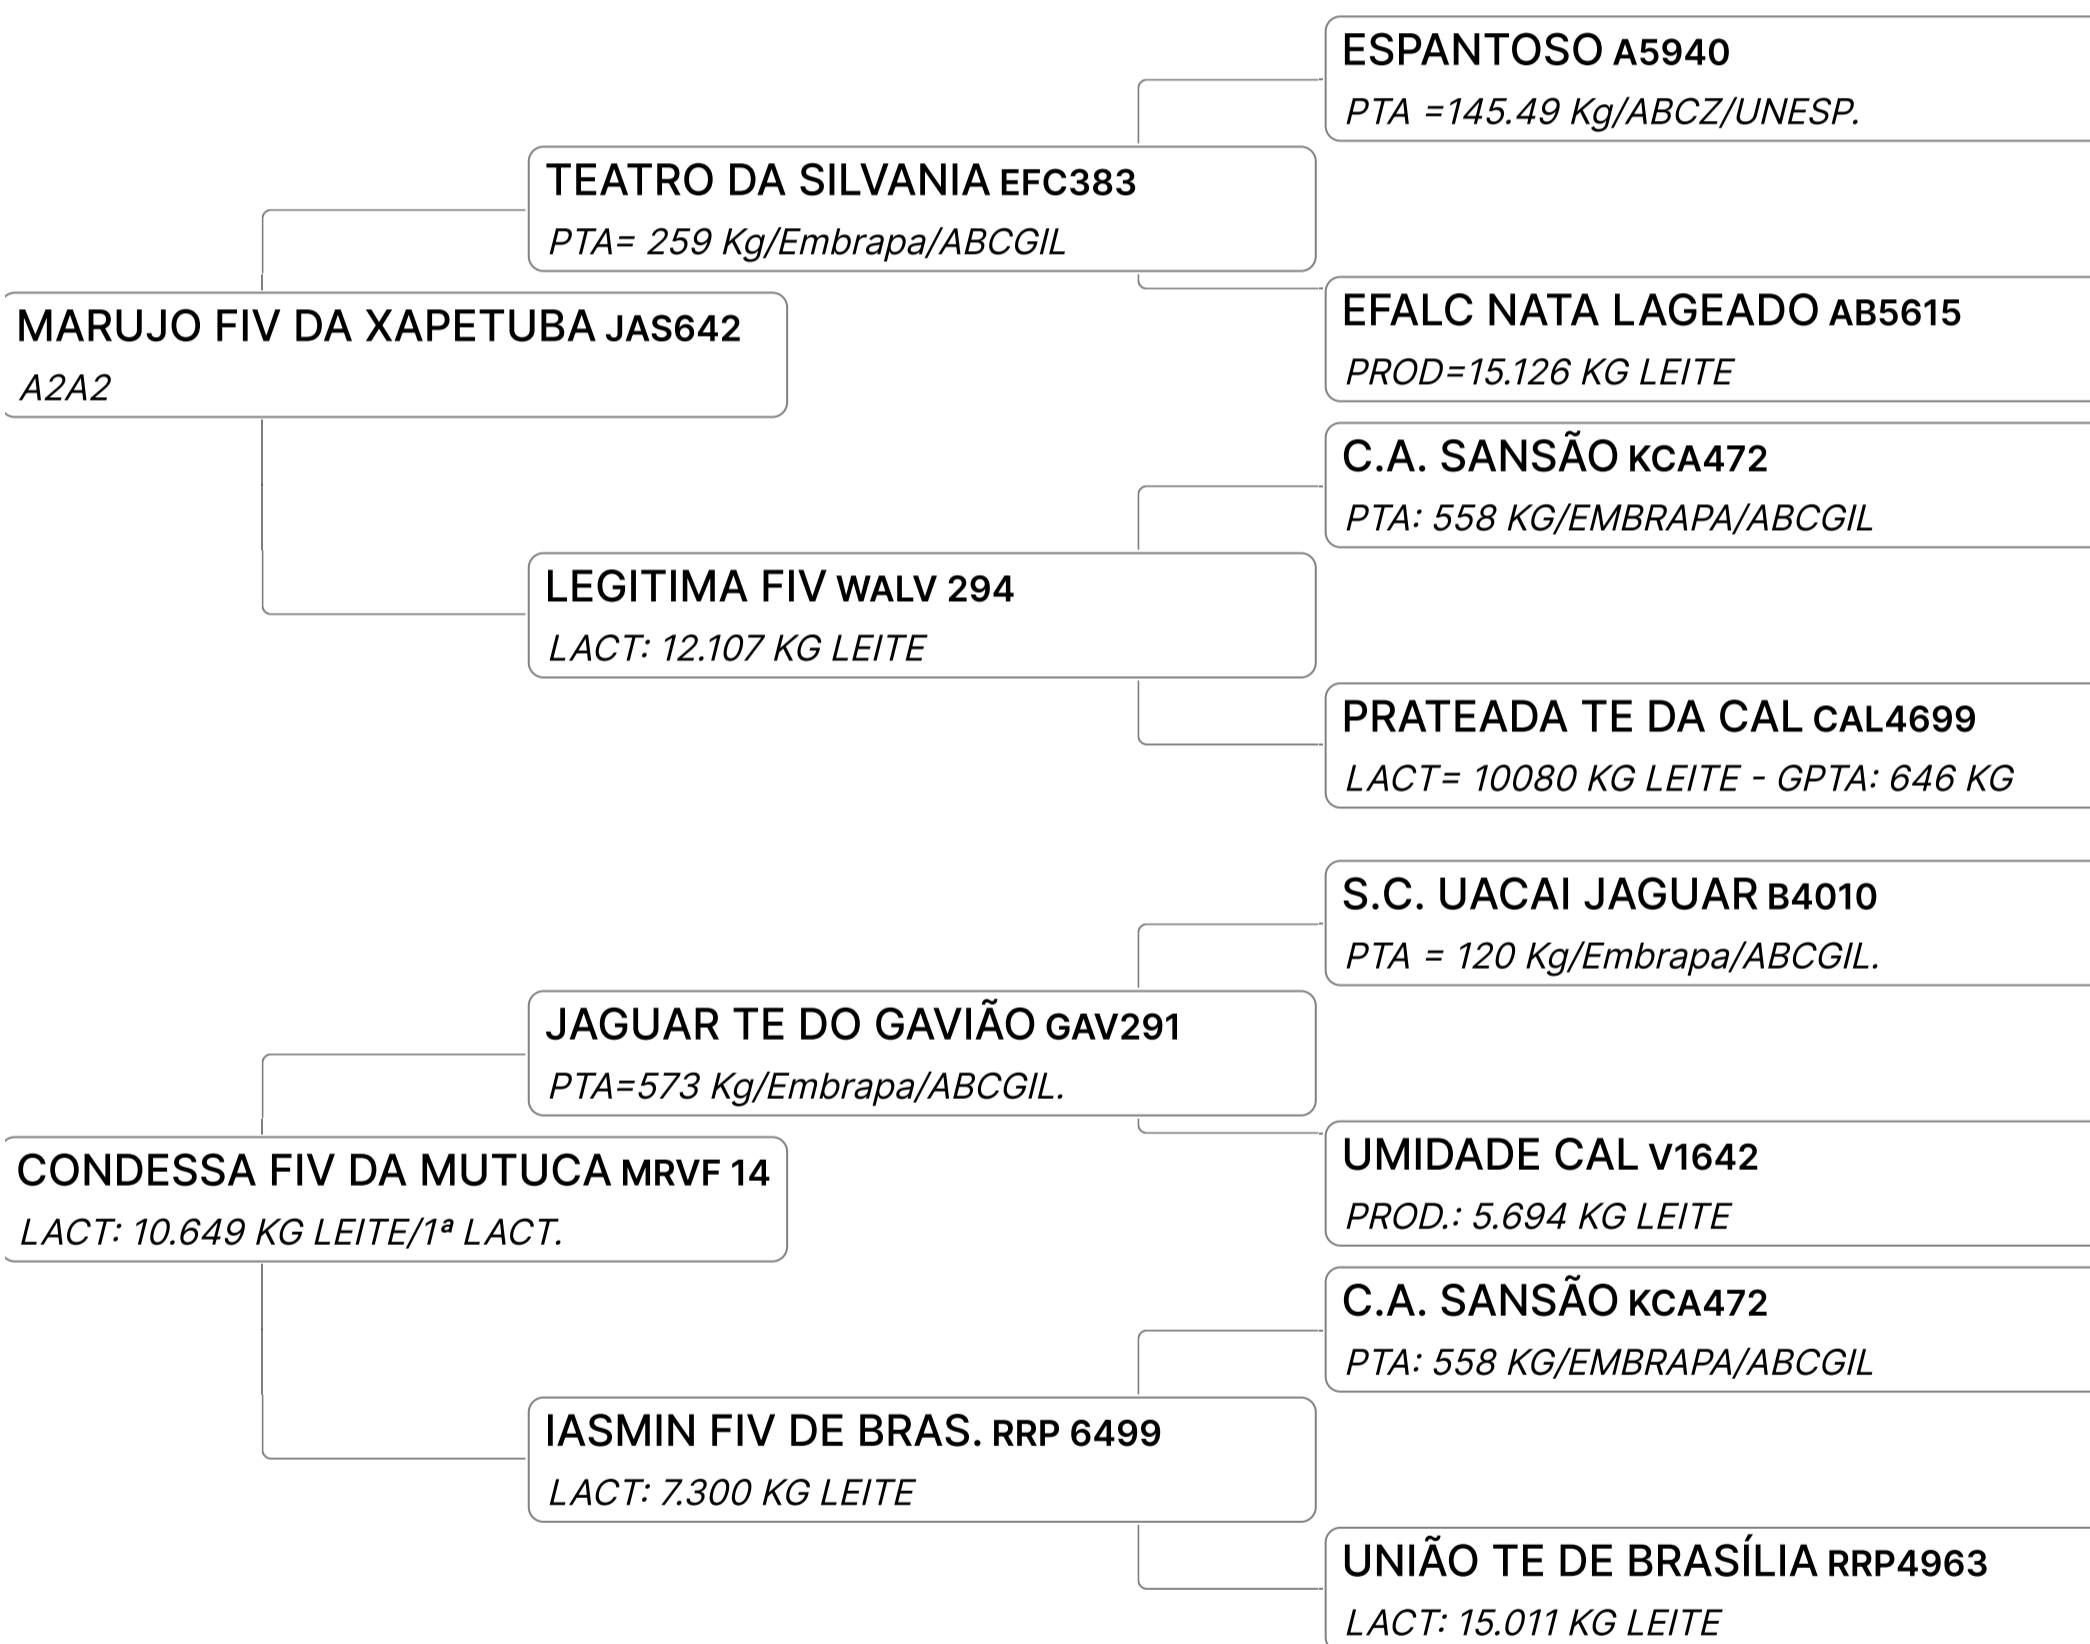 ESPANTOSO A5940
PTA =145.49 Kg/ABCZ/UNESP.
TEATRO DA SILVANIA EFC383
PTA= 259 Kg/Embrapa/ABCGIL
EFALC NATA LAGEADO AB5615
PROD=15.126 KG LEITE
MARUJO FIV DA XAPETUBA JAS642
A2A2
C.A. SANSÃO KCA472
PTA: 558 KG/EMBRAPA/ABCGIL
LEGITIMA FIV WALV 294
LACT: 12.107 KG LEITE
PRATEADA TE DA CAL CAL4699
LACT= 10080 KG LEITE - GPTA: 646 KG
S.C. UACAI JAGUAR B4010
PTA = 120 Kg/Embrapa/ABCGIL.
JAGUAR TE DO GAVIÃO GAV291
PTA=573 Kg/Embrapa/ABCGIL.
UMIDADE CAL V1642
PROD.: 5.694 KG LEITE
CONDESSA FIV DA MUTUCA MRVF 14
LACT: 10.649 KG LEITE/1ª LACT.
C.A. SANSÃO KCA472
PTA: 558 KG/EMBRAPA/ABCGIL
IASMIN FIV DE BRAS. RRP 6499
LACT: 7.300 KG LEITE
UNIÃO TE DE BRASÍLIA RRP4963
LACT: 15.011 KG LEITE